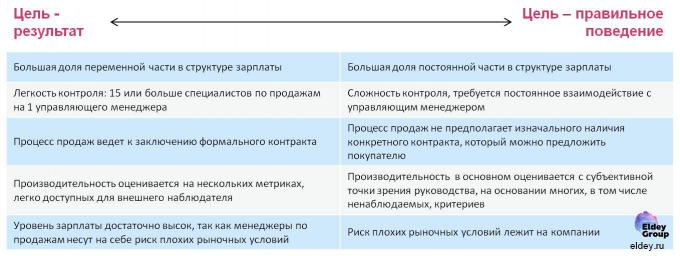 Цель -
результат
Цель – правильное
поведение
Большая доля переменной части в структуре зарплаты
Большая доля постоянной части в структуре зарплаты
Легкость контроля: 15 или больше специалистов по продажам
на 1 управляющего менеджера
Сложность контроля, требуется постоянное взаимодействие с
управляющим менеджером
Процесс продаж ведет к заключению формального контракта
Процесс продаж не предполагает изначального наличия
конкретного контракта, который можно предложить
покупателю
Производительность оценивается на нескольких метриках,
легко доступных для внешнего наблюдателя
Производительность в основном оценивается с субъективной
точки зрения руководства, на основании многих, в том числе
ненаблюдаемых, критериев
Уровень зарплаты достаточно высок, так как менеджеры по
продажам несут на себе риск плохих рыночных условий
Риск плохих рыночных условий лежит на компании
Eldey
Group
eldey.ru